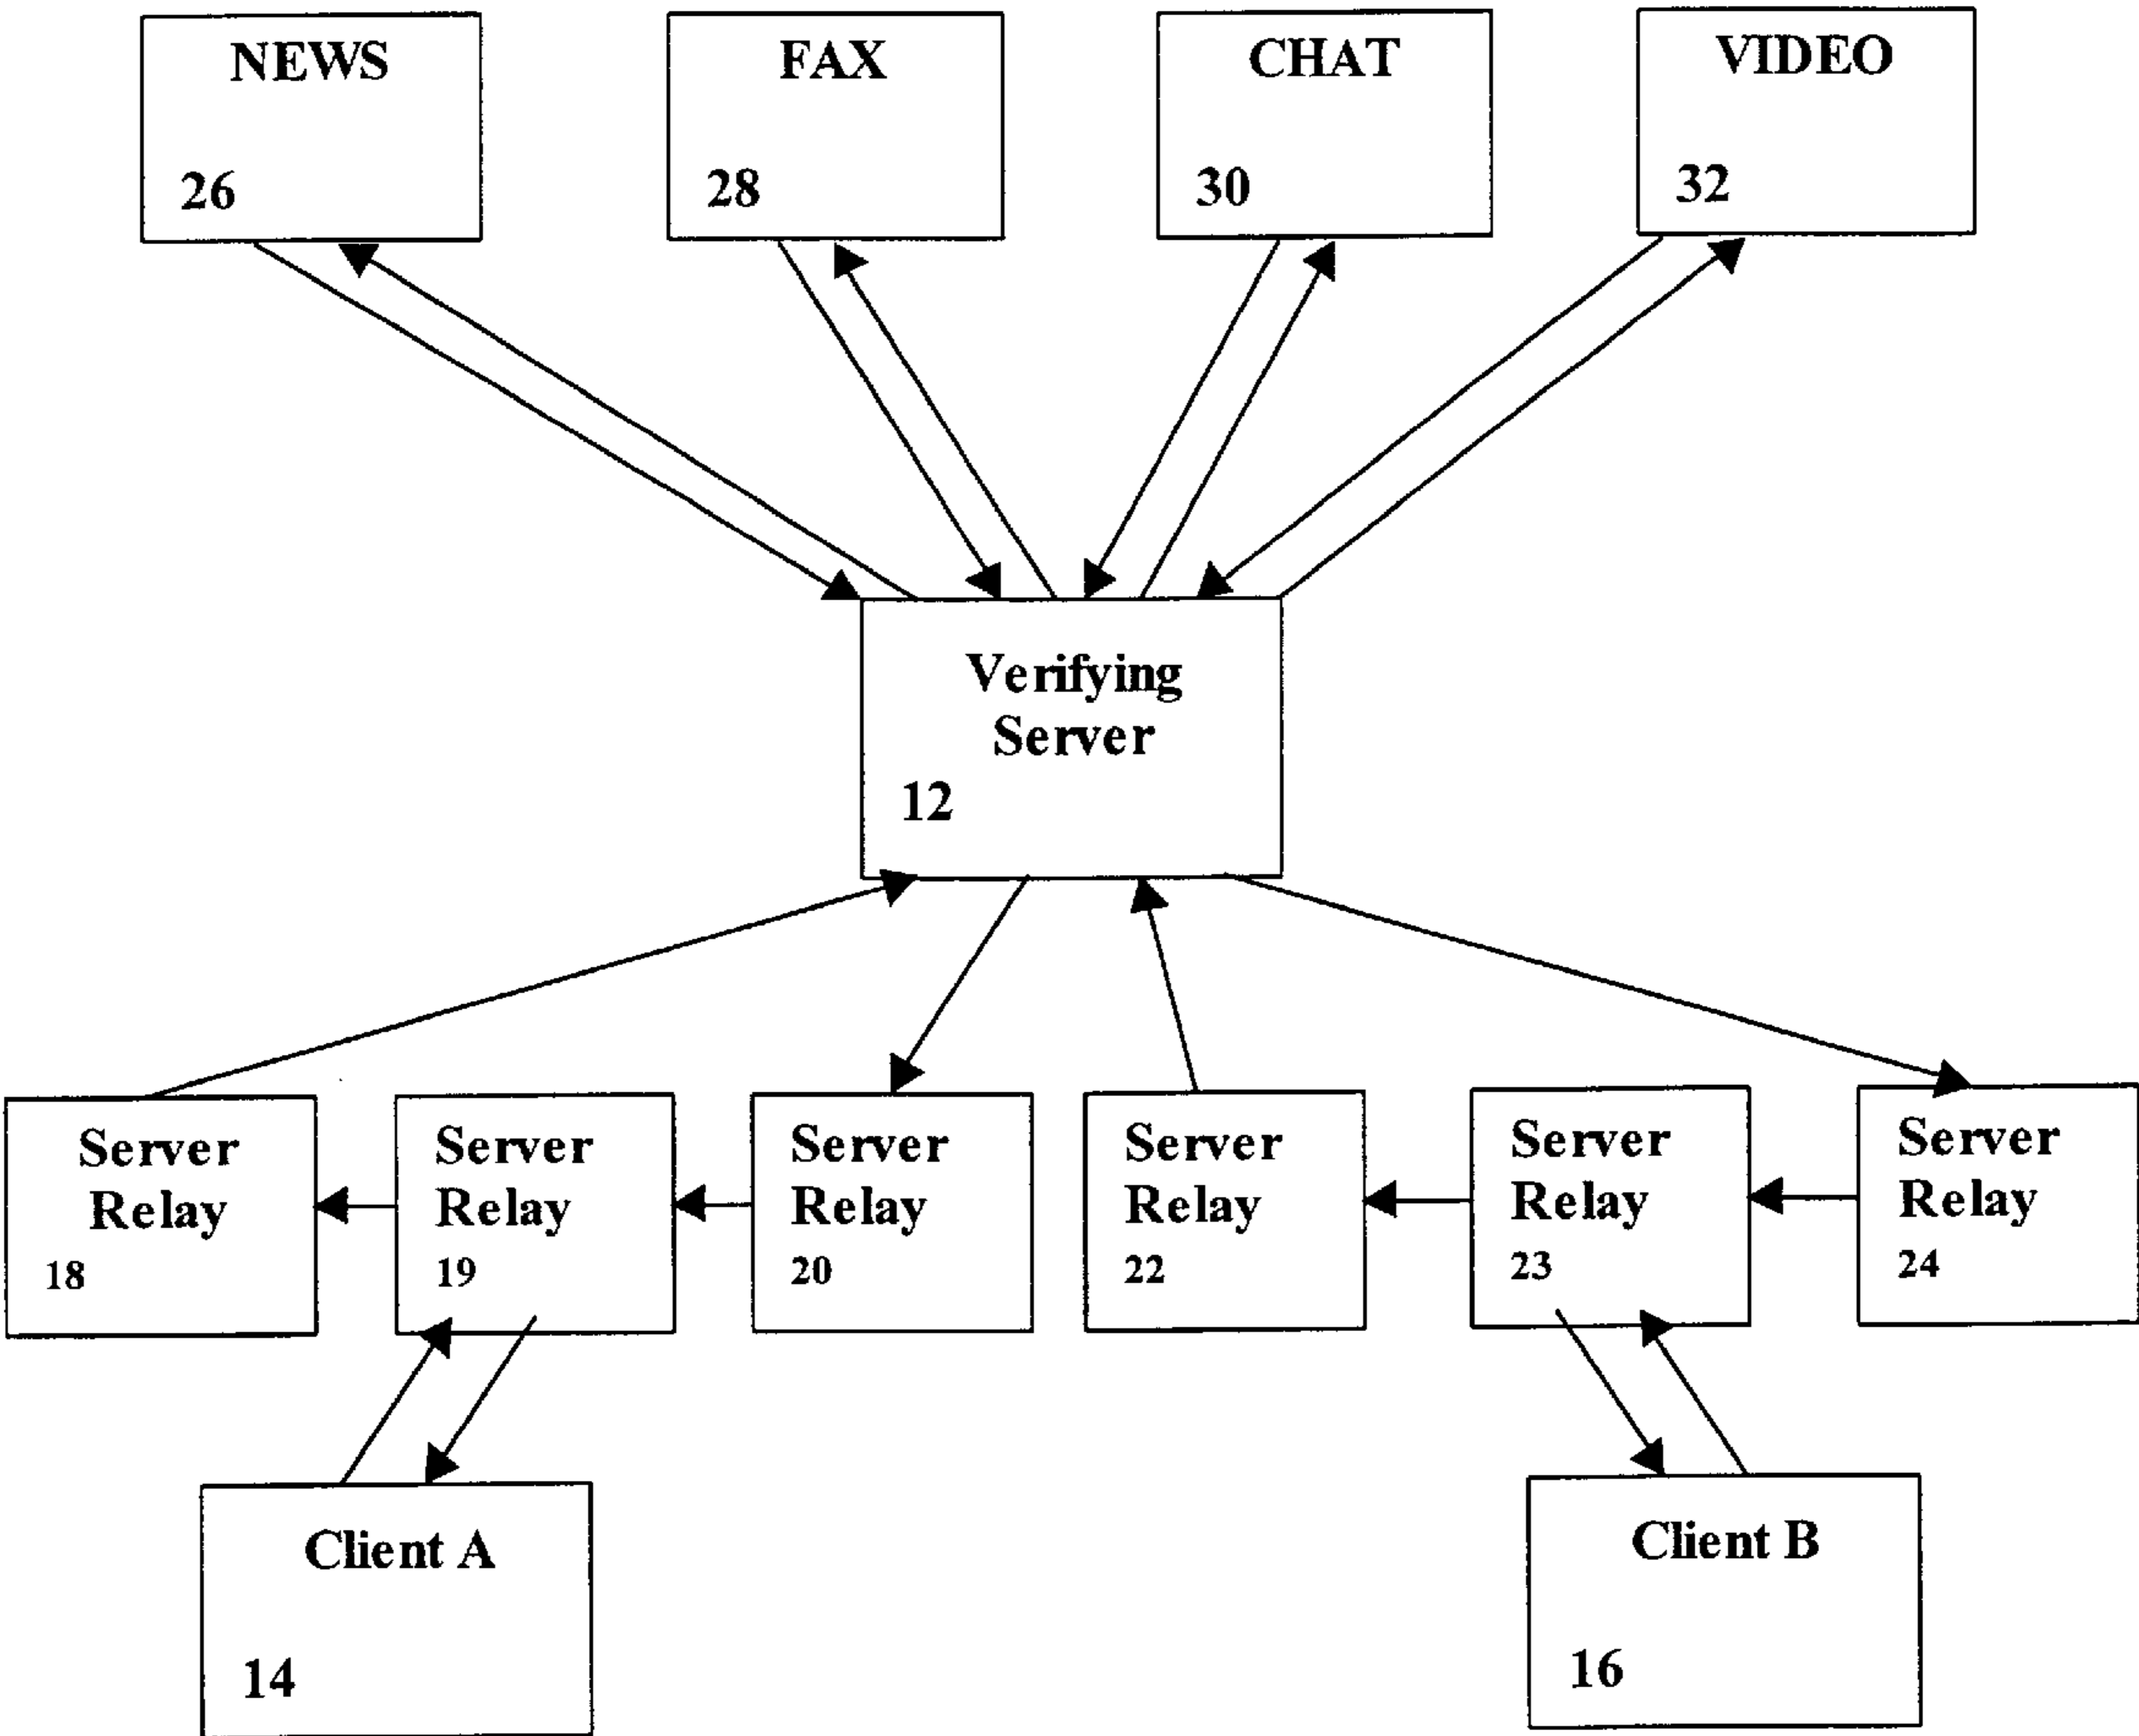 NEWS
26
FAX
28
CHAT
30
VIDEO
32
Verifying
Server
12
Server
Relay
18
Server
Relay
19
Server
Relay
20
Server
Relay
22
Server
Relay
23
Server
Relay
24
Client A
14
Client B
16